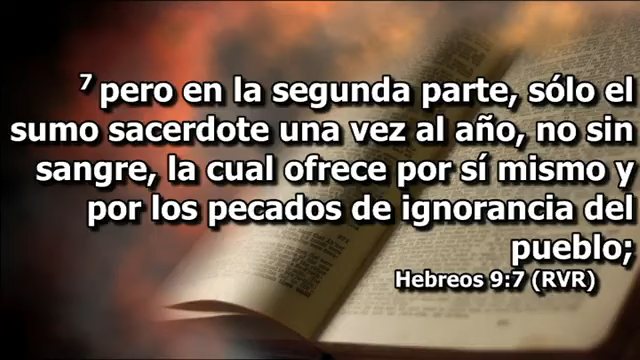 7 pero en la segunda parte, sólo el
sumo sacerdote una vez al año, no sin
sangre, la cual ofrece por sí mismo y
por los pecados de ignorancia del
pueblo;
Hebreos 9:7 (RVR)